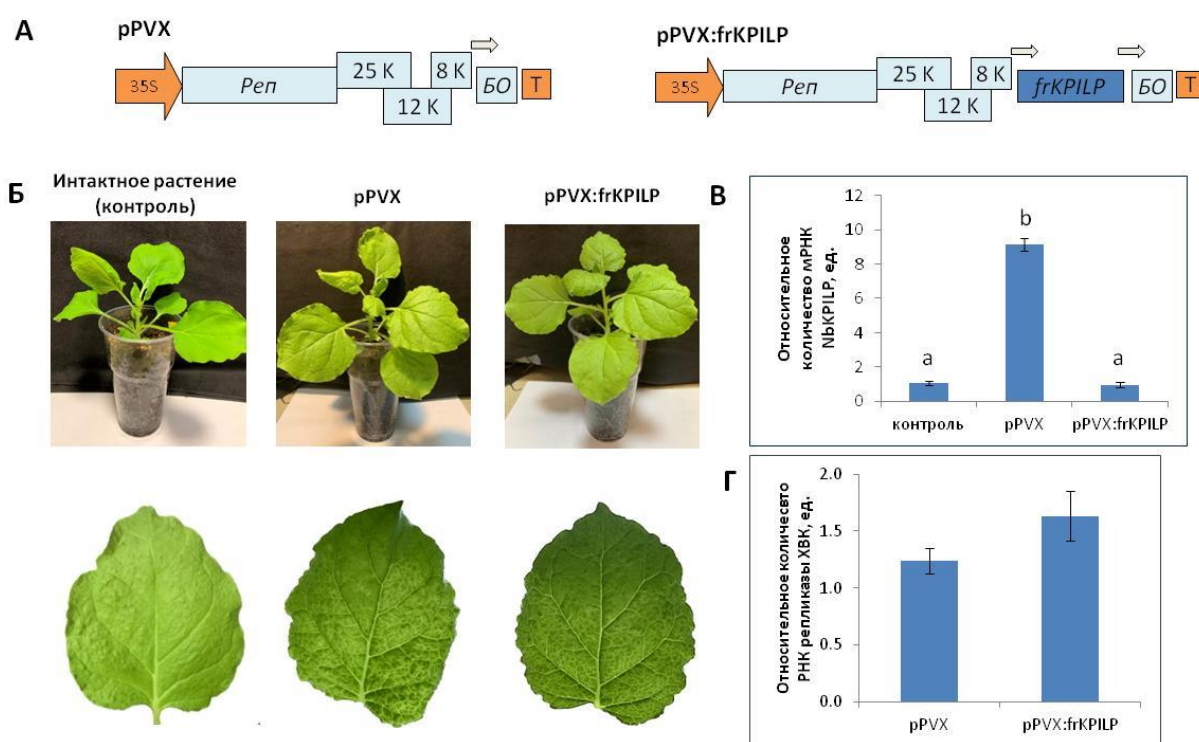 А
pPVX
35S
Реп
25 К
12 К
8 К
БО
Т
pPVX:frKPILP
35S
Реп
25 К
12 К
8 К
frKPILP
БО
Т
Б
Интактное растение
(контроль)
pPVX
pPVX:frKPILP
В
Относительное
количество мРНК
NbKPILP, ед.
12
10
8
6
4
2
0
a
b
a
контроль
pPVX
pPVX:frKPILP
Г
Относительное количесвто
РНК репликазы ХВК, ед.
2.0
1.5
1.0
0.5
0.0
pPVX
pPVX:frKPILP